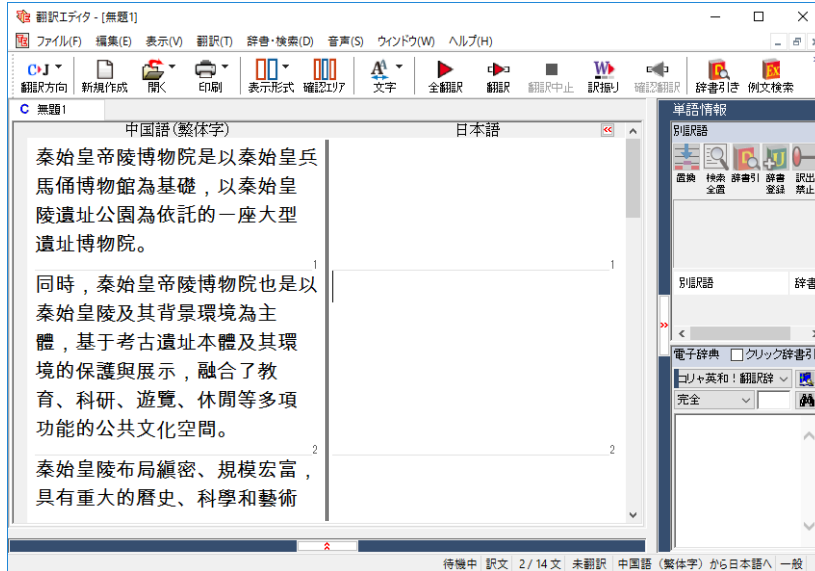 翻訳エディタ - [無題1]
ファイル(F) 編集(E) 表示(V) 翻訳(T) 辞書・検索(D) 音声(S) ウインドウ(W) ヘルプ(H)
翻訳方向 新規作成 開く 印刷 表示形式 確認エリア 文字 全翻訳 翻訳 翻訳中止 訳振り 確認翻訳 辞書引き 例文検索
C 無題1
中国語(繁体字) 日本語
秦始皇帝陵博物院是以秦始皇兵
馬俑博物館為基礎，以秦始皇
陵遺址公園為依託的一座大型
遺址博物院。
1 1
同時，秦始皇帝陵博物院也是以
秦始皇陵及其背景環境為主
體，基于考古遺址本體及其環
境的保護與展示，融合了教
育、科研、遊覽、休閒等多項
功能的公共文化空間。
2 2
秦始皇陵布局縝密、規模宏富，
具有重大的曆史、科學和藝術
単語情報
別訳語
置換 検索全置 辞書引 辞書登録 訳出禁止
別訳語 辞書
電子辞典 クリック辞書引
コリャ英和！翻訳辞
完全
待機中 訳文 2/14文 未翻訳 中国語（繁体字）から日本語へ 一般